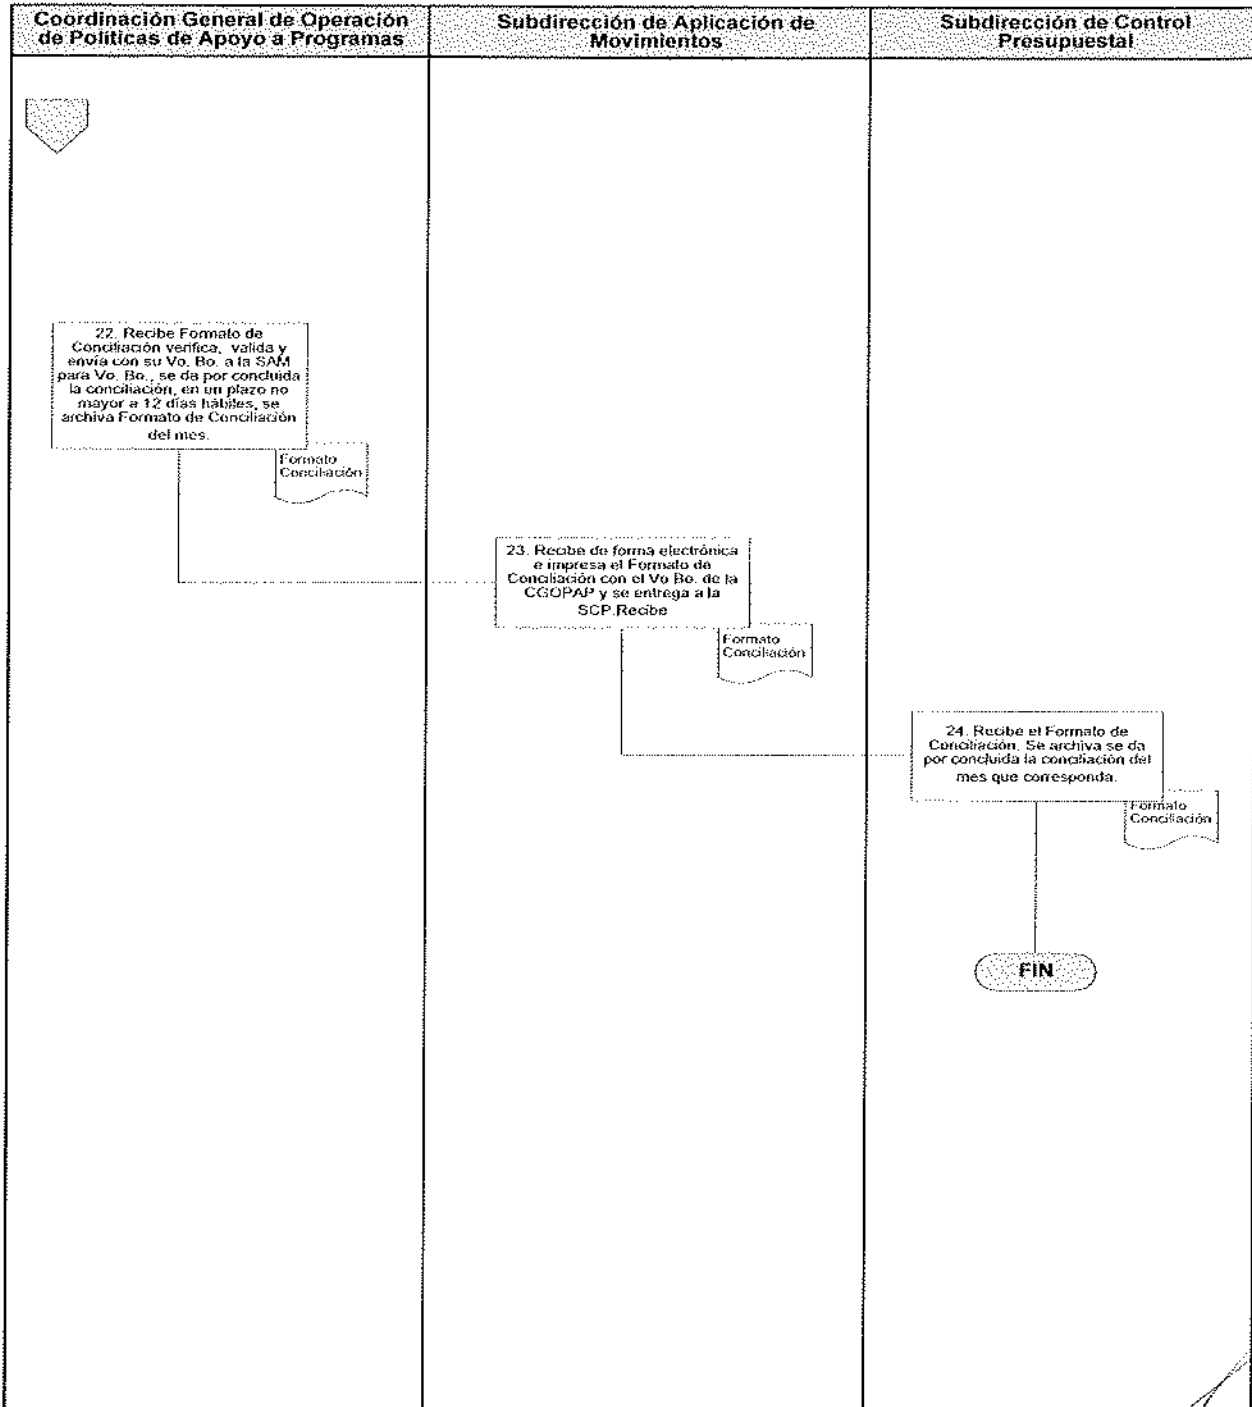 Coordinación General de Operación
de Políticas de Apoyo a Programas
Subdirección de Aplicación de
Movimientos
Subdirección de Control
Presupuestal
22. Recibe Formato de
Conciliación verifica, valida y
envía con su Vo. Bo. a la SAM
para Vo. Bo., se da por concluida
la conciliación, en un plazo no
mayor a 12 días hábiles, se
archiva Formato de Conciliación
del mes.
Formato
Conciliación
23. Recibe de forma electrónica
e impresa el Formato de
Conciliación con el Vo Bo. de la
CGOPAP y se entrega a la
SCP.Recibe
Formato
Conciliación
24. Recibe el Formato de
Conciliación. Se archiva se da
por concluida la conciliación del
mes que corresponda.
Formato
Conciliación
FIN